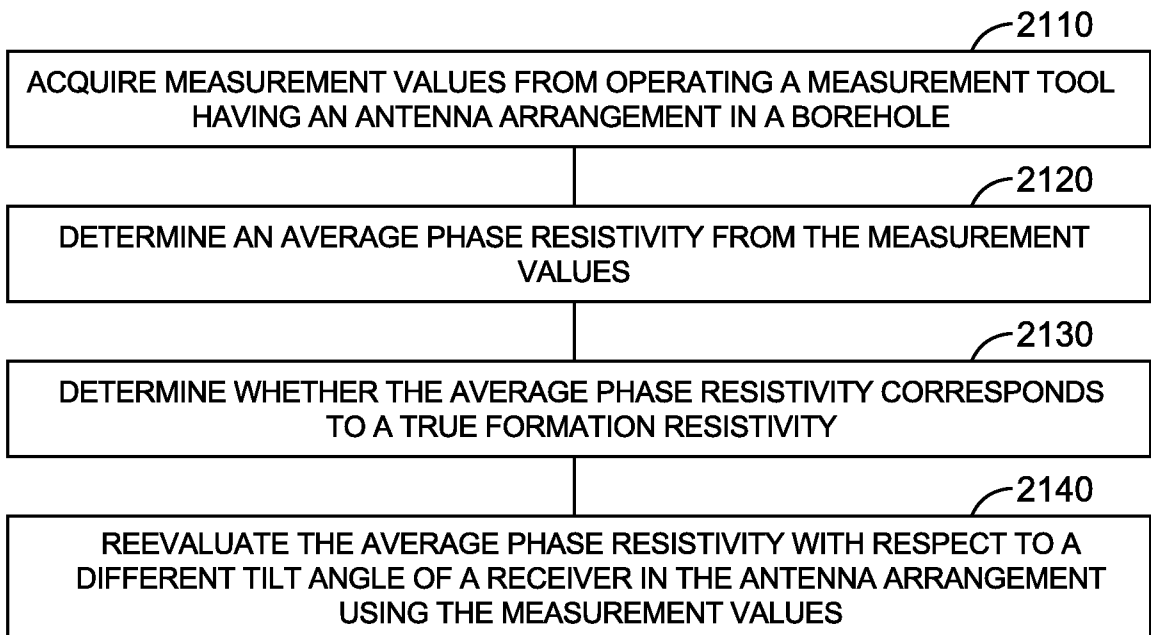 2110
ACQUIRE MEASUREMENT VALUES FROM OPERATING A MEASUREMENT TOOL
HAVING AN ANTENNA ARRANGEMENT IN A BOREHOLE
2120
DETERMINE AN AVERAGE PHASE RESISTIVITY FROM THE MEASUREMENT
VALUES
2130
DETERMINE WHETHER THE AVERAGE PHASE RESISTIVITY CORRESPONDS
TO A TRUE FORMATION RESISTIVITY
2140
REEVALUATE THE AVERAGE PHASE RESISTIVITY WITH RESPECT TO A
DIFFERENT TILT ANGLE OF A RECEIVER IN THE ANTENNA ARRANGEMENT
USING THE MEASUREMENT VALUES